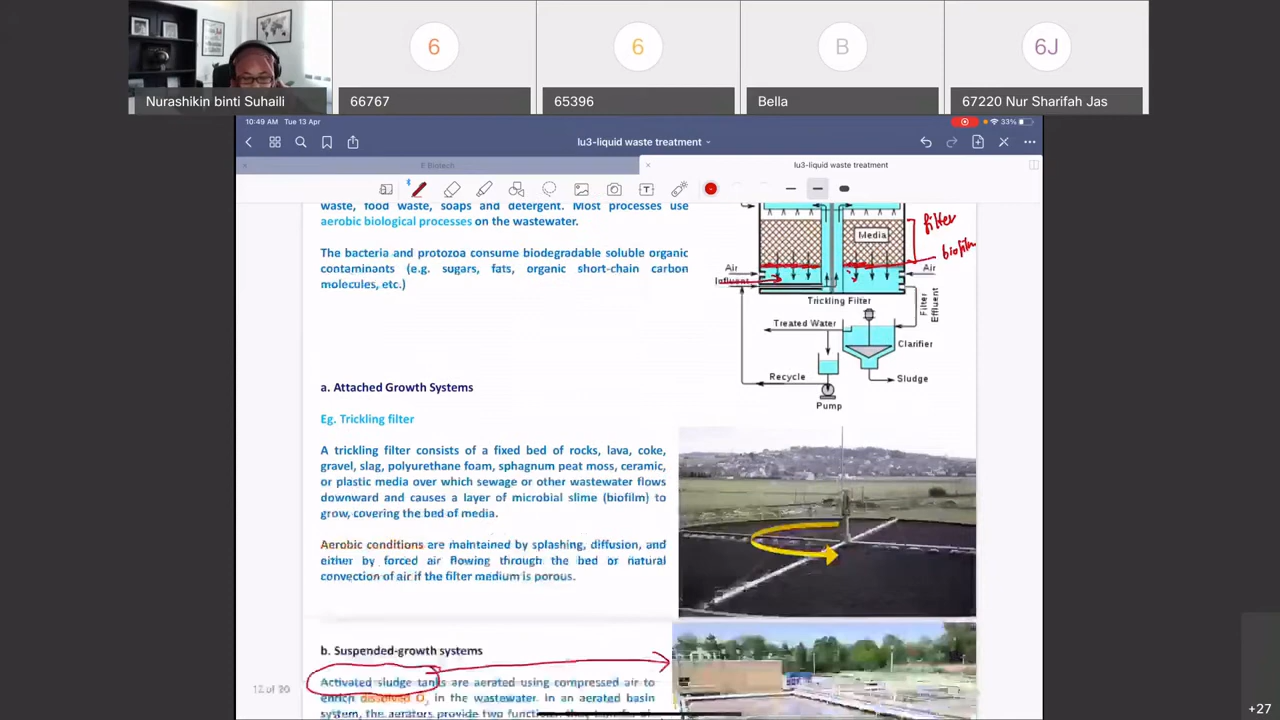 6
6
B
6J
Nurashikin binti Suhaili
66767
65396
Bella
67220 Nur Sharifah Jas
10:49 AM Tue 13 Apr
33%
lu3-liquid waste treatment
E Biotech
lu3-liquid waste treatment
T
waste, food waste, soaps and detergent. Most processes use
aerobic biological processes on the wastewater.
The bacteria and protozoa consume biodegradable soluble organic
contaminants (e.g. sugars, fats, organic short-chain carbon
molecules, etc.)
filter
Media
biofilm
Air
Air
Influent
Trickling Filter
Filter
Effluent
Treated Water
Clarifier
Recycle
Sludge
Pump
a. Attached Growth Systems
Eg. Trickling filter
A trickling filter consists of a fixed bed of rocks, lava, coke,
gravel, slag, polyurethane foam, sphagnum peat moss, ceramic,
or plastic media over which sewage or other wastewater flows
downward and causes a layer of microbial slime (biofilm) to
grow, covering the bed of media.
Aerobic conditions are maintained by splashing, diffusion, and
either by forced air flowing through the bed or natural
convection of air if the filter medium is porous.
b. Suspended-growth systems
Activated sludge tanks are aerated using compressed air to
enrich dissolved O2 in the wastewater. In an aerated basin
system, the aerators provide two
12 of 20
+27